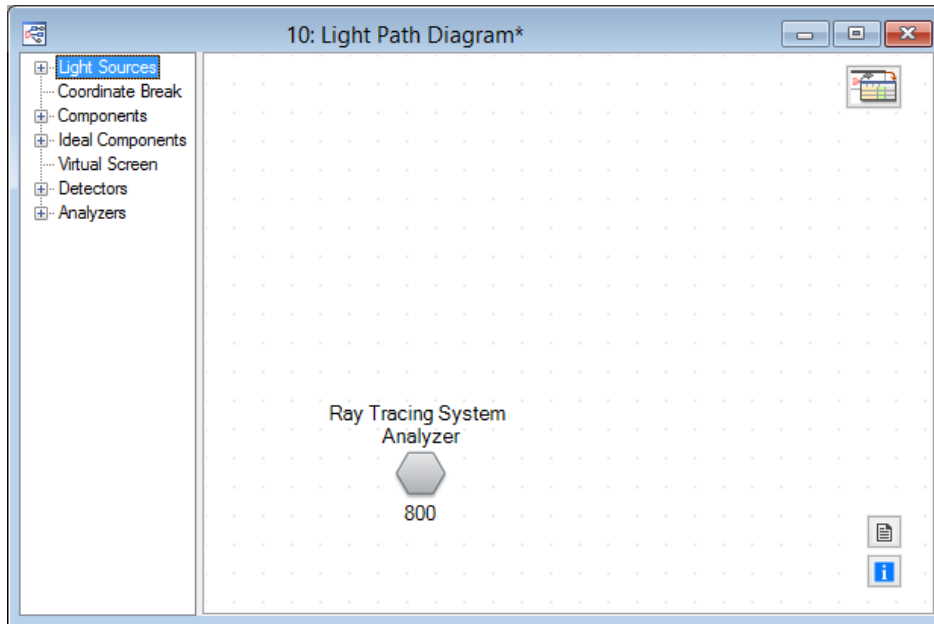 10: Light Path Diagram*
Light Sources
Coordinate Break
Components
Ideal Components
Virtual Screen
Detectors
Analyzers
Ray Tracing System
Analyzer
800